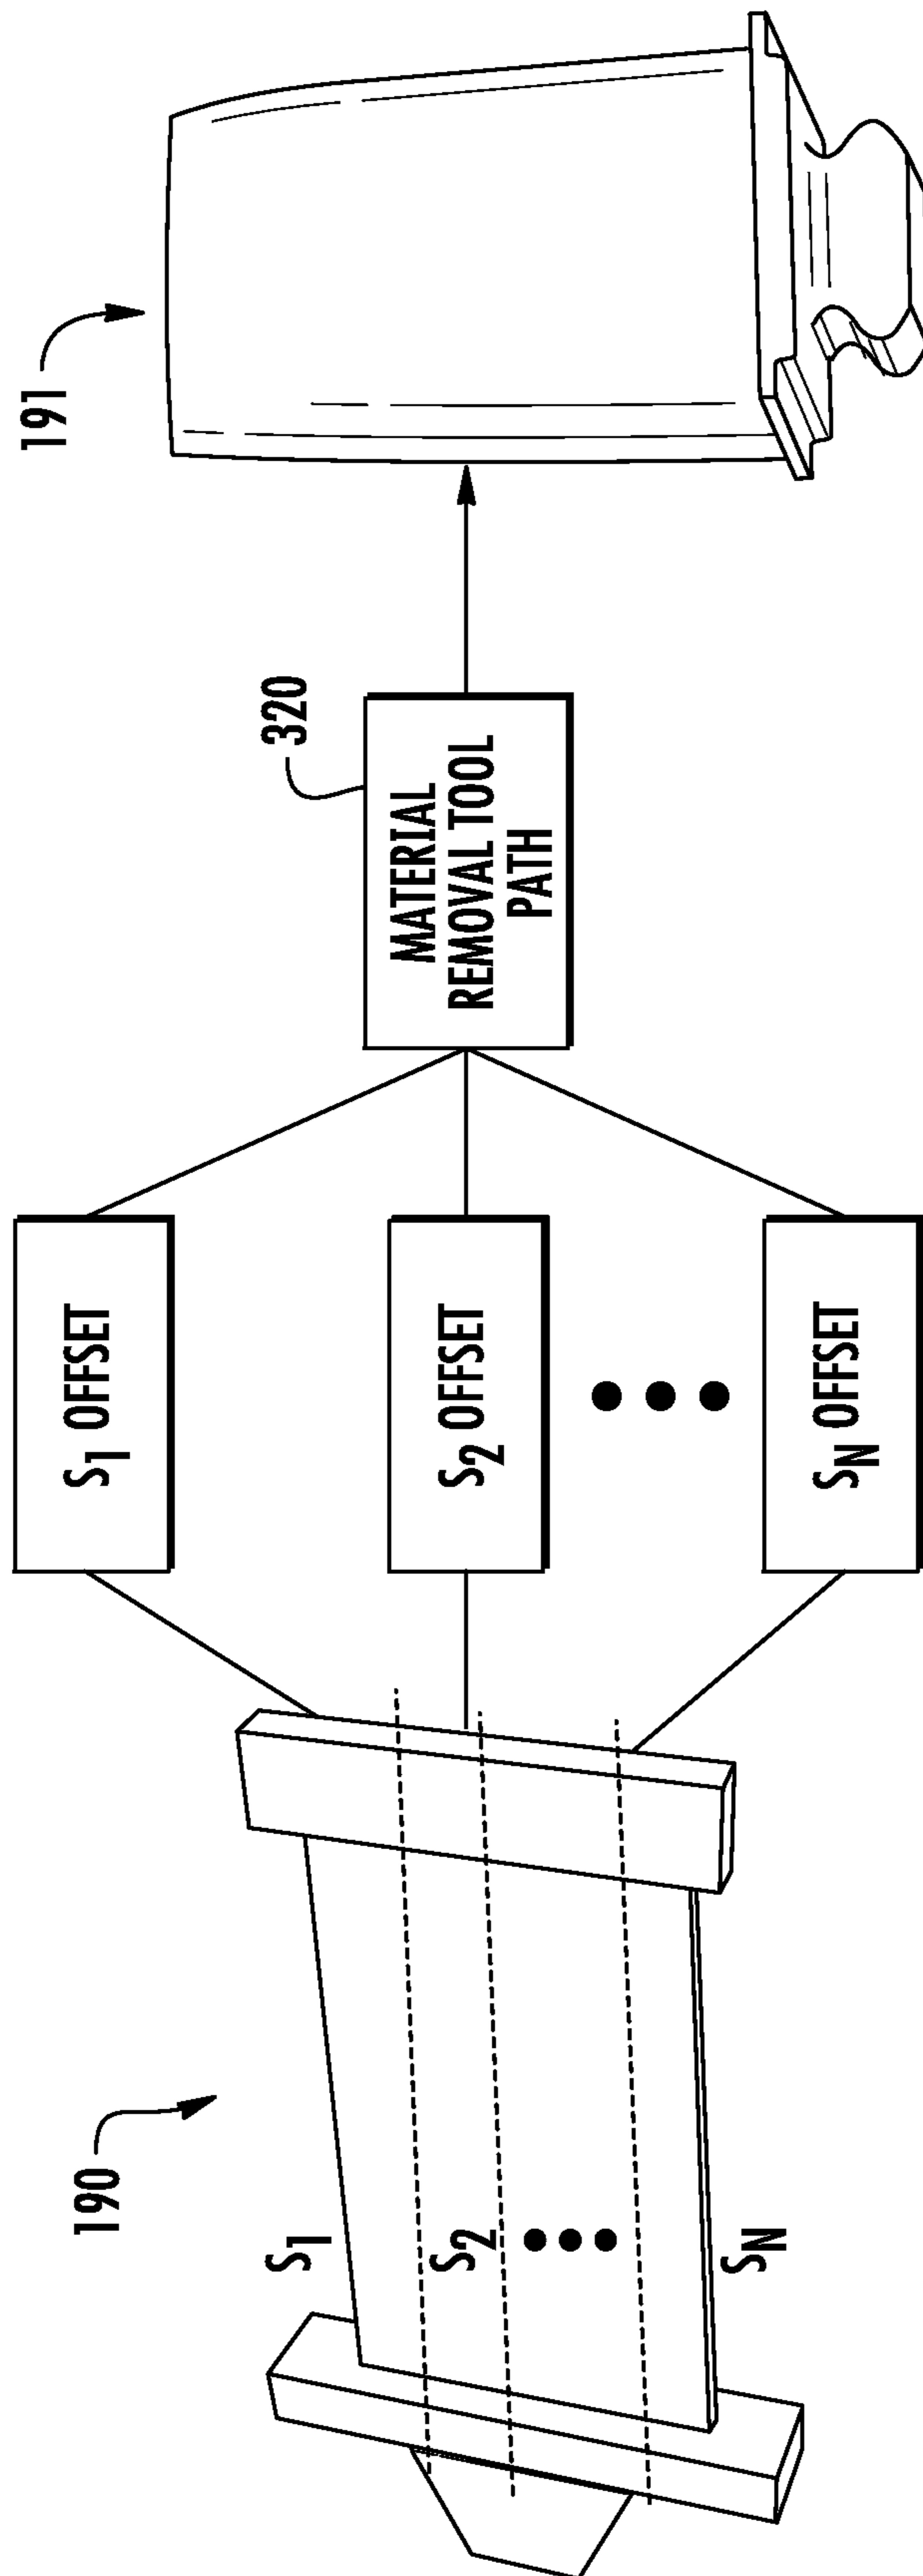 190
S1
S2
SN
S1 OFFSET
S2 OFFSET
SN OFFSET
320
MATERIAL
REMOVAL TOOL
PATH
191